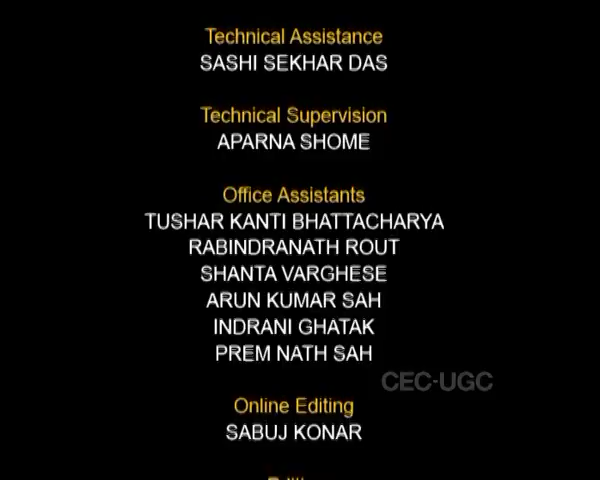 Technical Assistance
SASHI SEKHAR DAS
Technical Supervision
APARNA SHOME
Office Assistants
TUSHAR KANTI BHATTACHARYA
RABINDRANATH ROUT
SHANTA VARGHESE
ARUN KUMAR SAH
INDRANI GHATAK
PREM NATH SAH
CEC-UGC
Online Editing
SABUJ KONAR